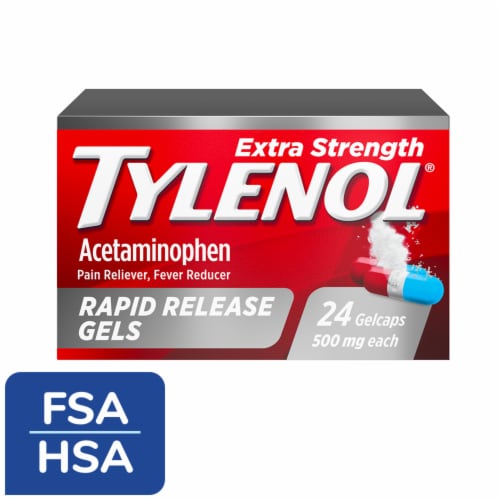 Extra Strength
TYLENOL®
Acetaminophen
Pain Reliever, Fever Reducer
RAPID RELEASE
GELS
24 Gelcaps
500 mg each
FSA
HSA